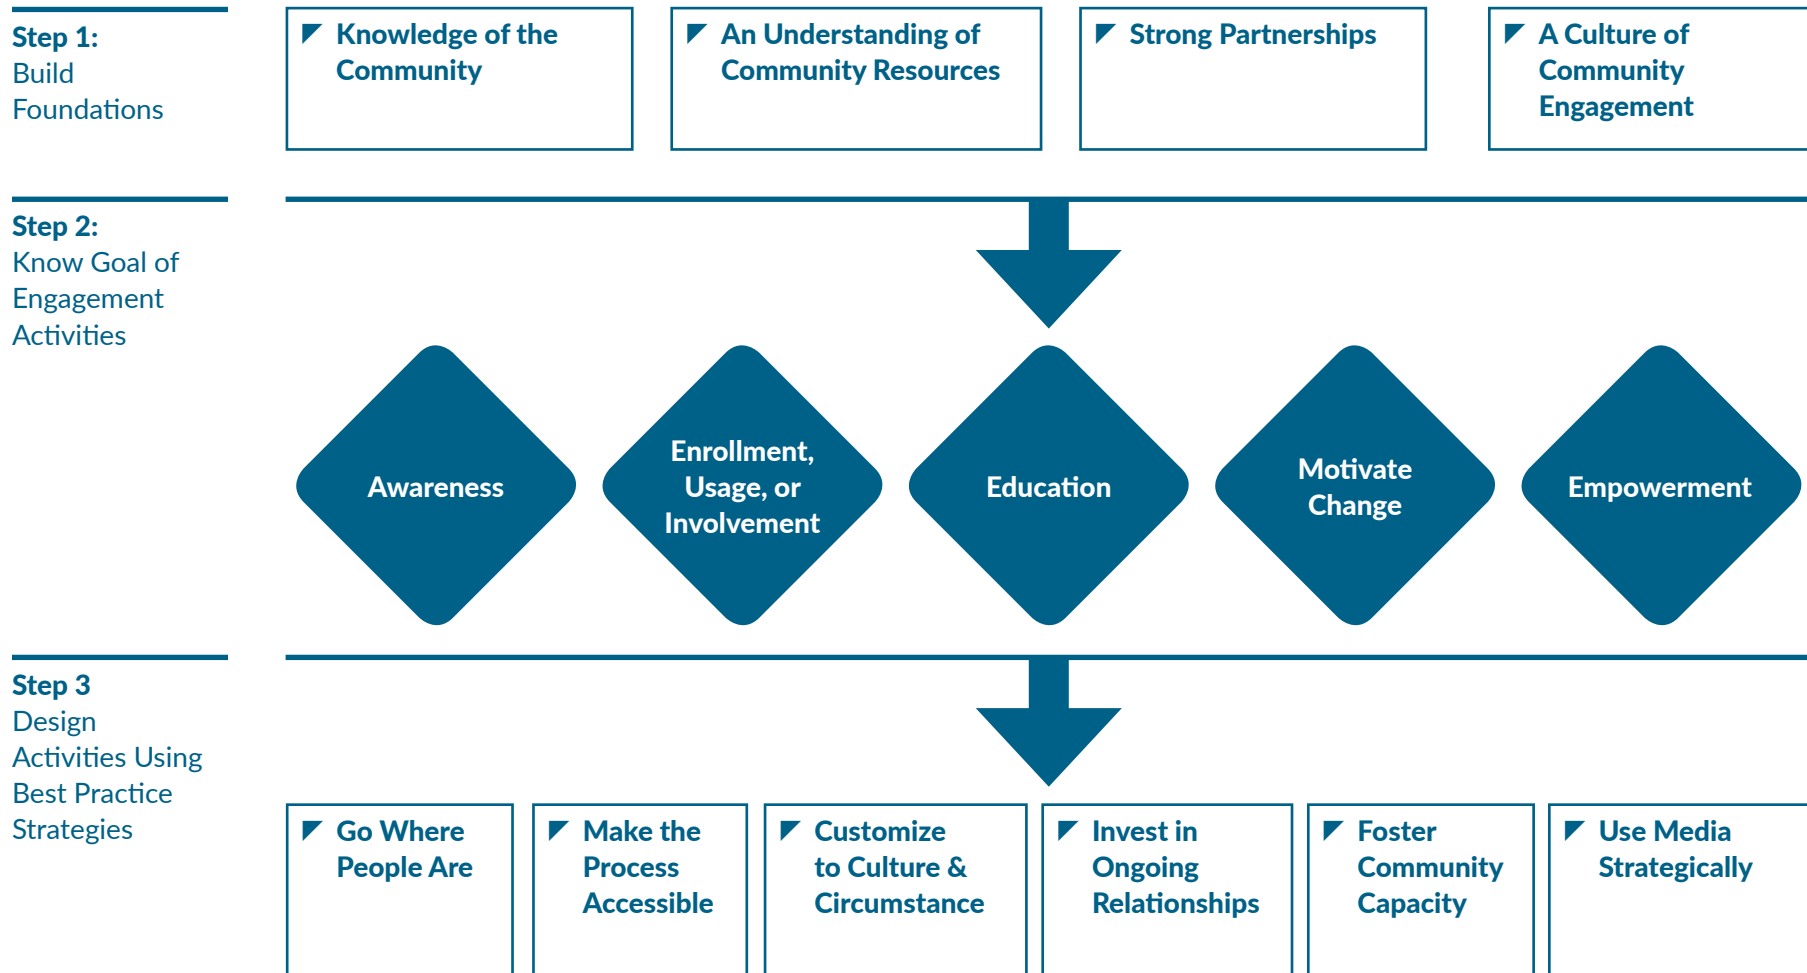 Step 1:
Build
Foundations
Knowledge of the
Community
An Understanding of
Community Resources
Strong Partnerships
A Culture of
Community
Engagement
Step 2:
Know Goal of
Engagement
Activities
Awareness
Enrollment,
Usage, or
Involvement
Education
Motivate
Change
Empowerment
Step 3
Design
Activities Using
Best Practice
Strategies
Go Where
People Are
Make the
Process
Accessible
Customize
to Culture &
Circumstance
Invest in
Ongoing
Relationships
Foster
Community
Capacity
Use Media
Strategically